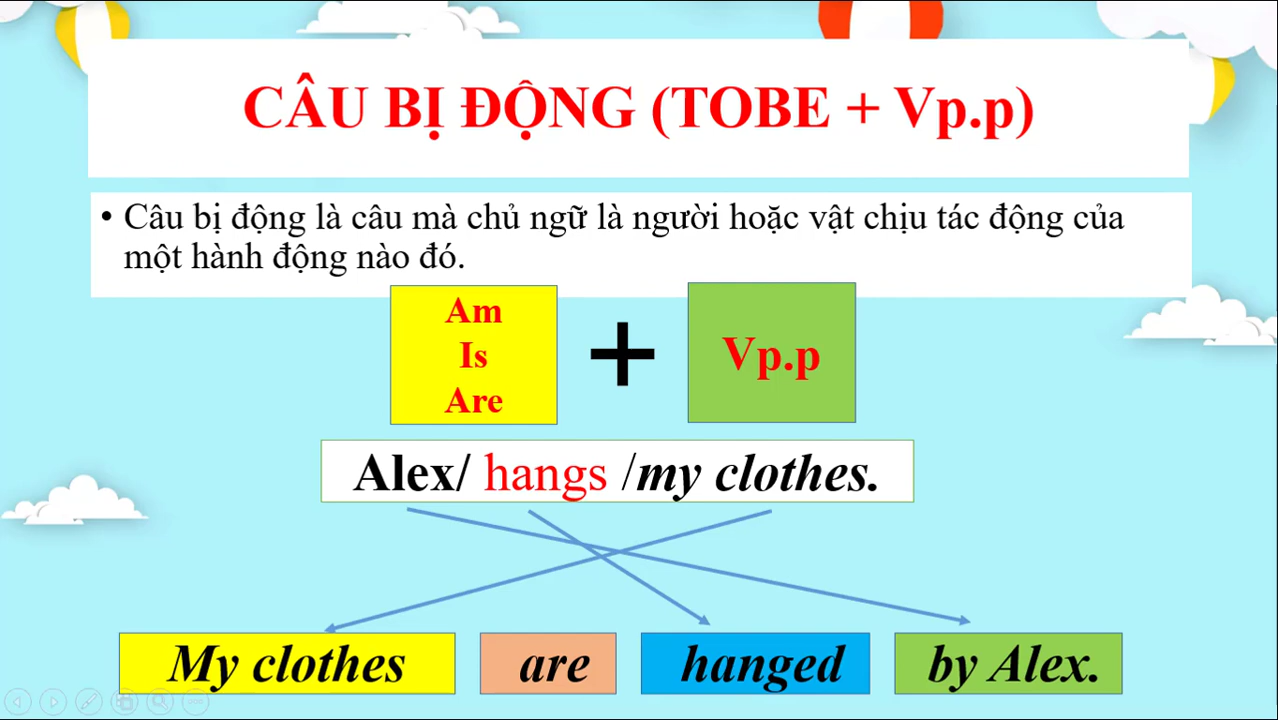 CÂU BỊ ĐỘNG (TOBE + Vp.p)
• Câu bị động là câu mà chủ ngữ là người hoặc vật chịu tác động của
một hành động nào đó.
Am
Is
Are
+
Vp.p
Alex/ hangs /my clothes.
My clothes are hanged by Alex.